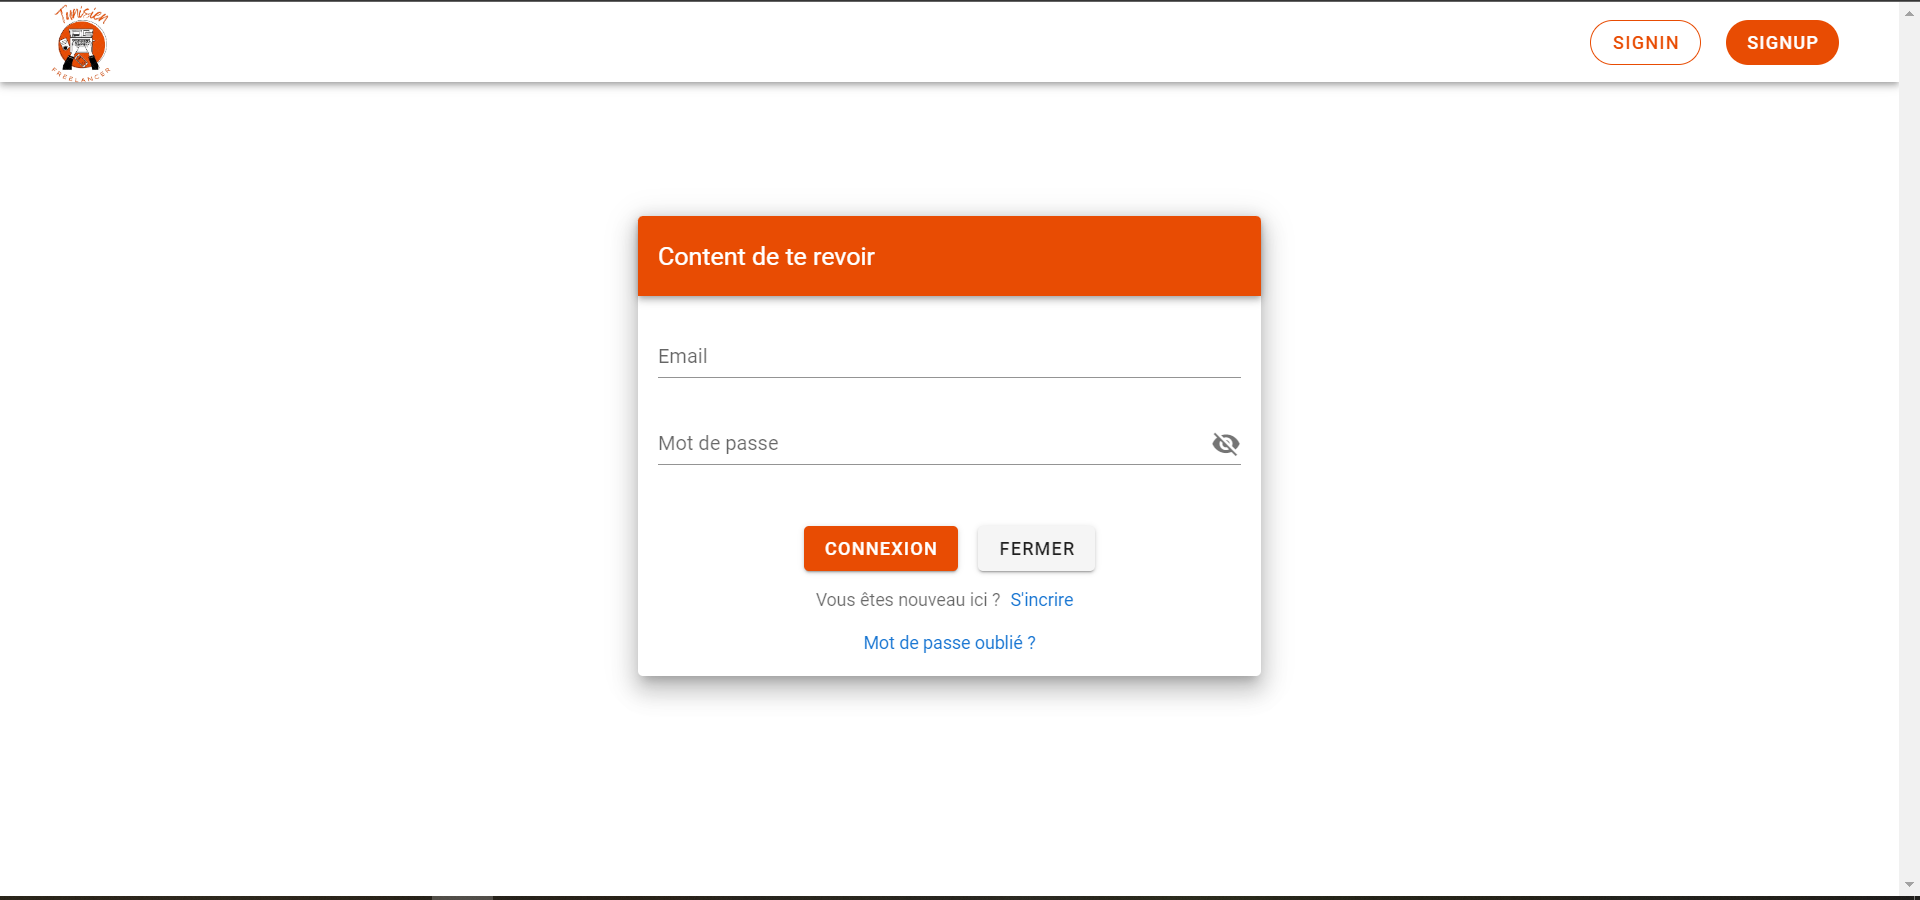 Tunisien
FREELANCER
SIGNIN
SIGNUP
Content de te revoir
Email
Mot de passe
CONNEXION
FERMER
Vous êtes nouveau ici ? S'incrire
Mot de passe oublié ?